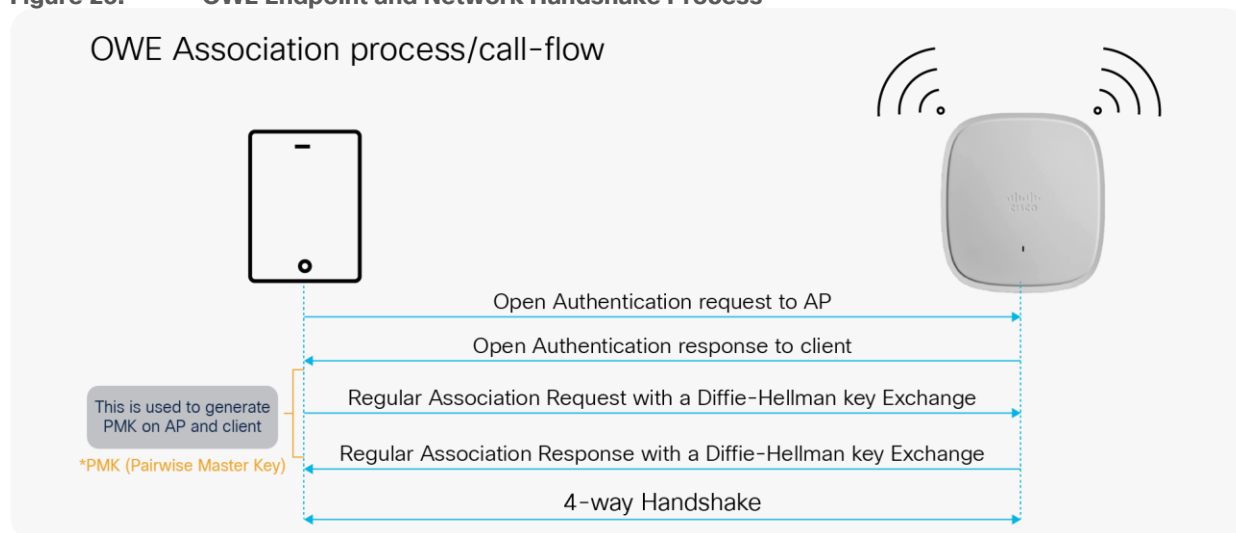 OWE Association process/call-flow
Open Authentication request to AP
Open Authentication response to client
This is used to generate
PMK on AP and client
Regular Association Request with a Diffie-Hellman key Exchange
*PMK (Pairwise Master Key)
Regular Association Response with a Diffie-Hellman key Exchange
4-way Handshake